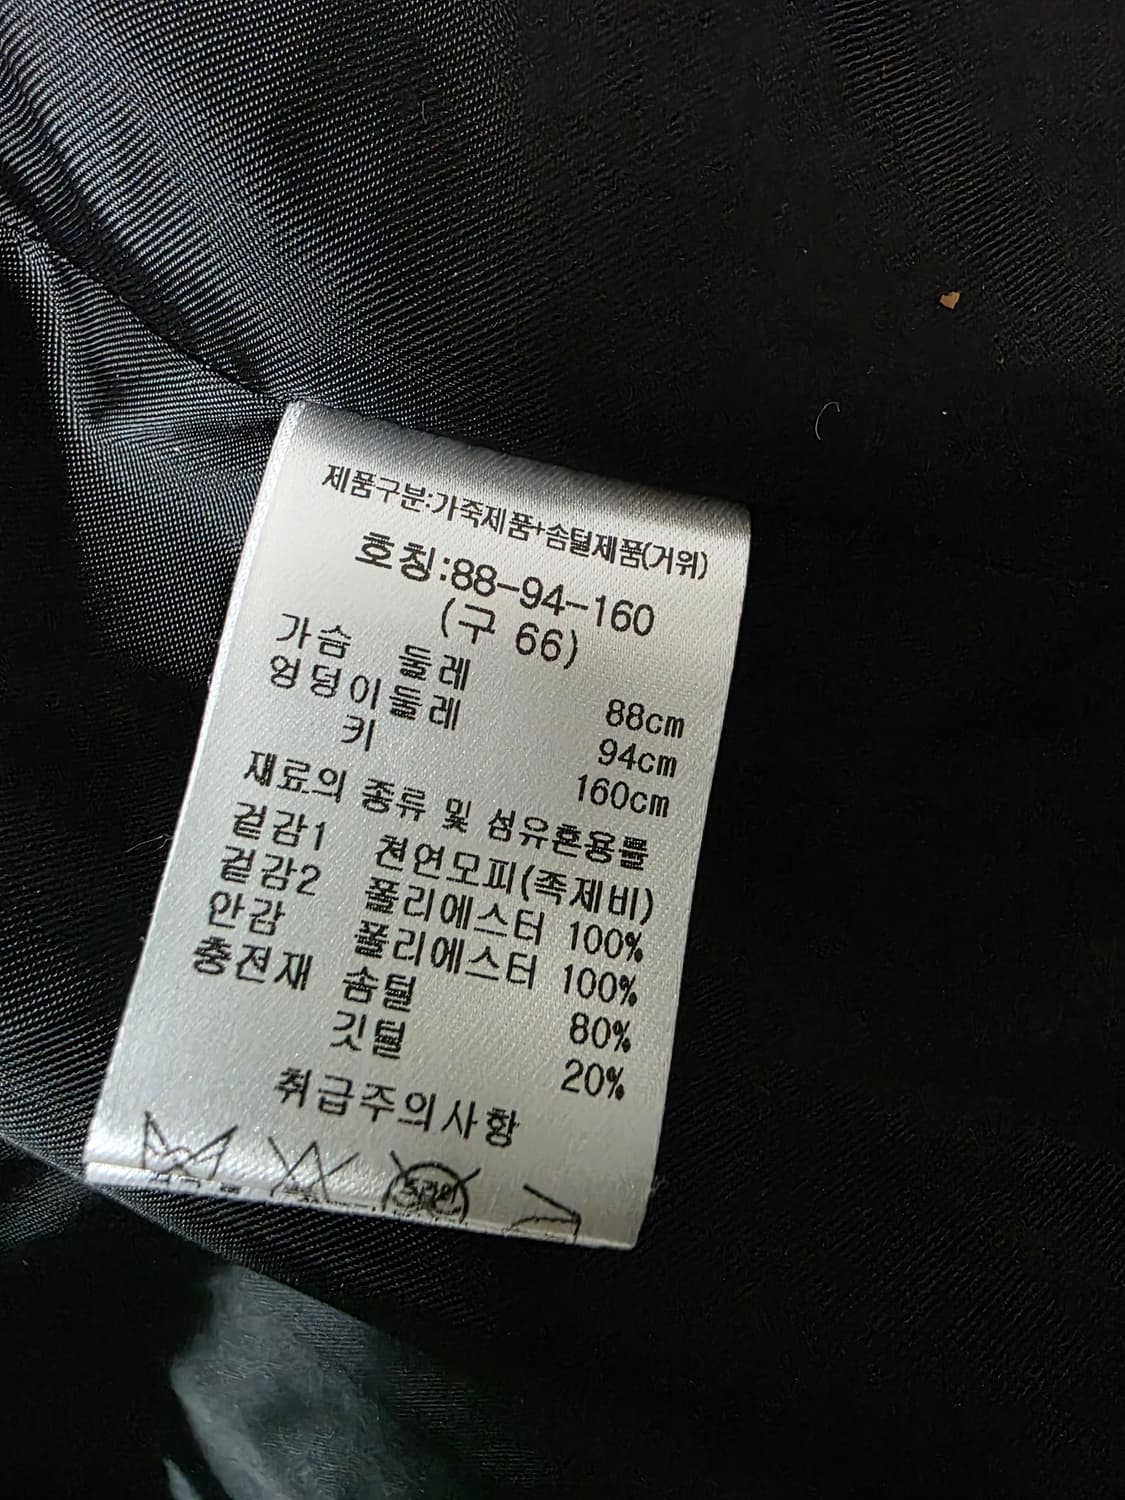 제품구분:가죽제품+솜털제품(거위)
호칭:88-94-160
(구 66)
가슴 둘레 88cm
엉덩이둘레 94cm
키 160cm
재료의 종류 및 섬유혼용률
겉감1 천연모피(족제비)
겉감2 폴리에스터 100%
안감 폴리에스터 100%
충전재 솜털 80%
깃털 20%
취급주의사항
드라이